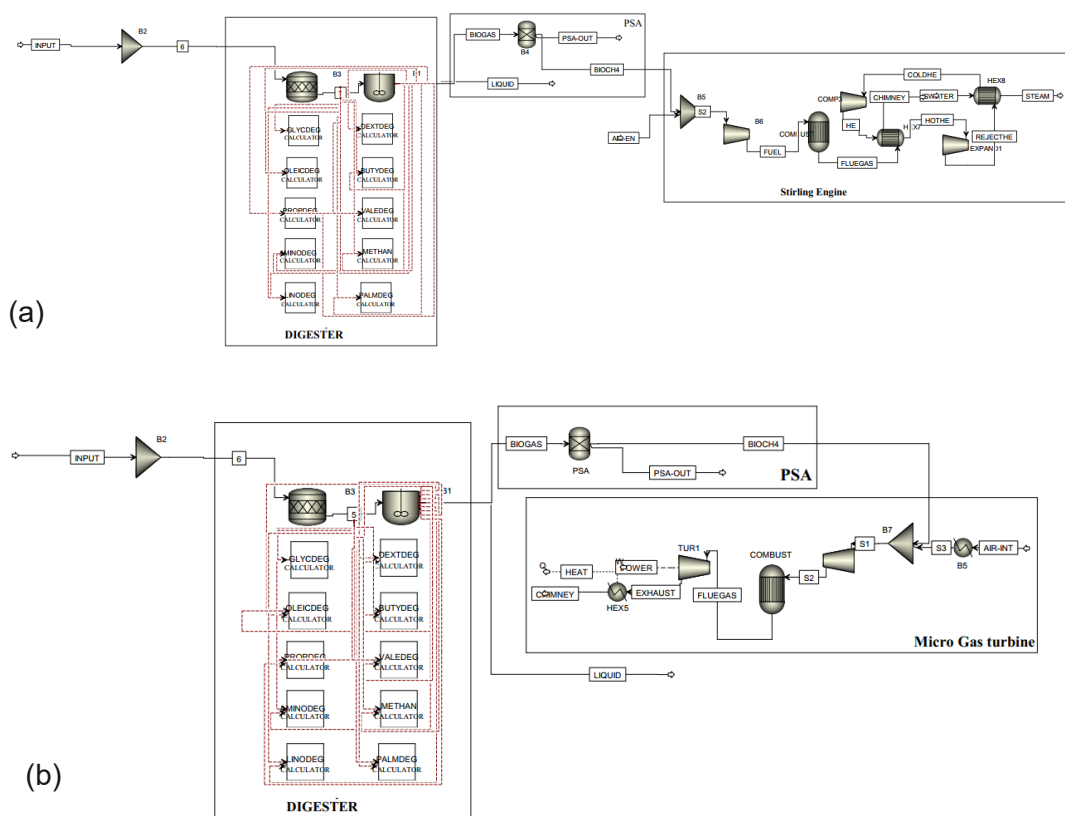 PSA
INPUT
B2
6
BIOGAS
B4
PSA-OUT
LIQUID
BIOCH4
B3
B1
GLYCDEG
CALCULATOR
DEXTDEG
CALCULATOR
OLEICDEG
CALCULATOR
BUTYDEG
CALCULATOR
PROPDEG
CALCULATOR
VALEDEG
CALCULATOR
MINODEG
CALCULATOR
METHAN
CALCULATOR
LINODEG
CALCULATOR
PALMDEG
CALCULATOR
DIGESTER
B5
S2
B6
FUEL
FLUEGAS
COLDHE
HEX8
CHIMNEY
SWATER
STEAM
HE
HOTHE
REJECTHE
EXPAND1
Stirling Engine
(a)
INPUT
B2
6
B3
5
B1
GLYCDEG
CALCULATOR
DEXTDEG
CALCULATOR
OLEICDEG
CALCULATOR
BUTYDEG
CALCULATOR
PROPDEG
CALCULATOR
VALEDEG
CALCULATOR
MINODEG
CALCULATOR
METHAN
CALCULATOR
LINODEG
CALCULATOR
PALMDEG
CALCULATOR
DIGESTER
BIOGAS
PSA
BIOCH4
PSA-OUT
PSA
B7
S1
S3
AIR-INT
B5
TUR1
COMBUST
S2
HEAT
CHIMNEY
EXHAUST
HEX5
FLUEGAS
Micro Gas turbine
LIQUID
(b)